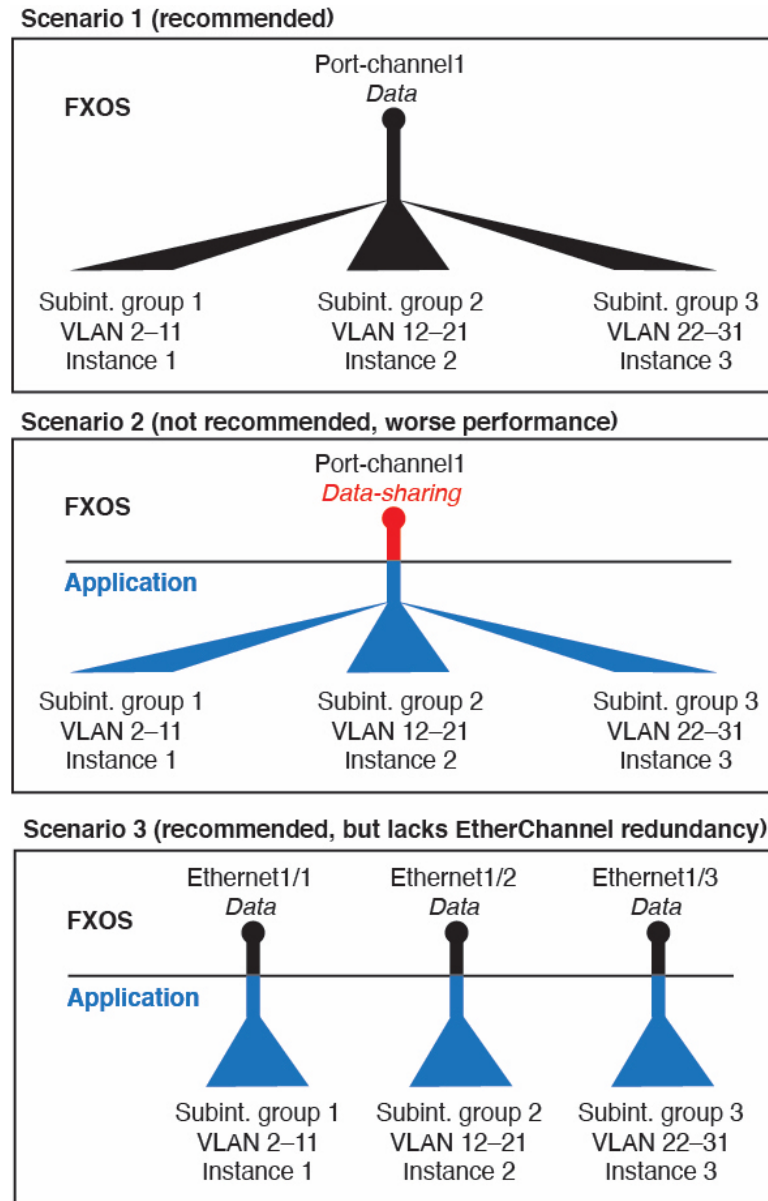 Scenario 1 (recommended)
Port-channel1
Data
FXOS
Subint. group 1
VLAN 2–11
Instance 1
Subint. group 2
VLAN 12–21
Instance 2
Subint. group 3
VLAN 22–31
Instance 3
Scenario 2 (not recommended, worse performance)
Port-channel1
Data-sharing
FXOS
Application
Subint. group 1
VLAN 2–11
Instance 1
Subint. group 2
VLAN 12–21
Instance 2
Subint. group 3
VLAN 22–31
Instance 3
Scenario 3 (recommended, but lacks EtherChannel redundancy)
Ethernet1/1
Data
Ethernet1/2
Data
Ethernet1/3
Data
FXOS
Application
Subint. group 1
VLAN 2–11
Instance 1
Subint. group 2
VLAN 12–21
Instance 2
Subint. group 3
VLAN 22–31
Instance 3